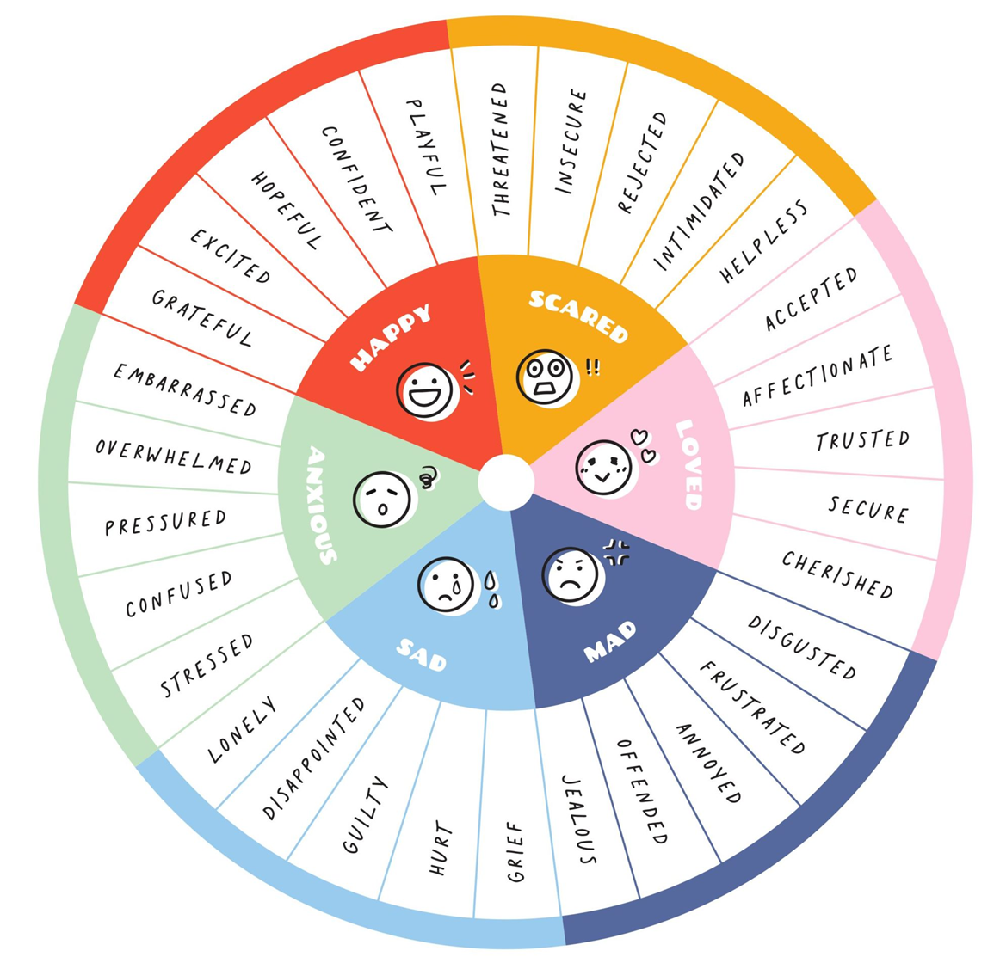 HAPPY
SCARED
!!
LOVED
MAD
SAD
ANXIOUS
GRATEFUL
EXCITED
HOPEFUL
CONFIDENT
PLAYFUL
THREATENED
INSECURE
REJECTED
INTIMIDATED
HELPLESS
ACCEPTED
AFFECTIONATE
TRUSTED
SECURE
CHERISHED
DISGUSTED
FRUSTRATED
ANNOYED
OFFENDED
JEALOUS
GRIEF
HURT
GUILTY
DISAPPOINTED
LONELY
STRESSED
CONFUSED
PRESSURED
OVERWHELMED
EMBARRASSED